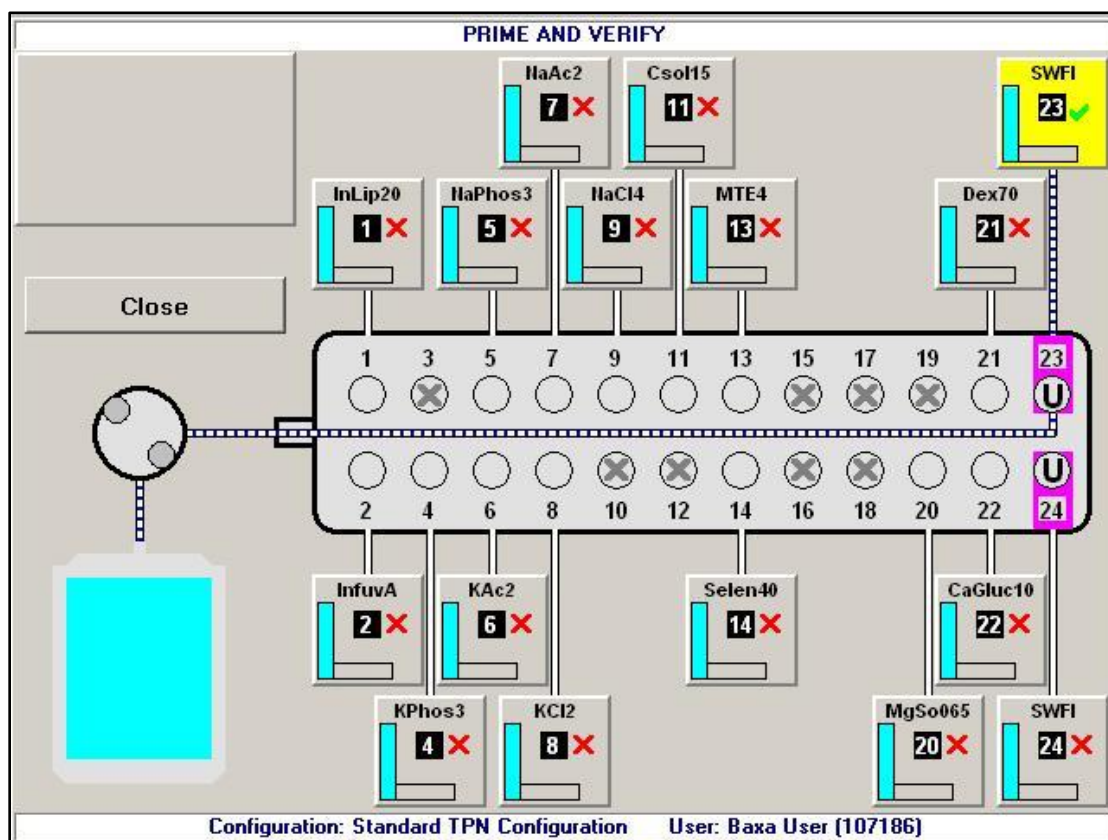 PRIME AND VERIFY
NaAc2
7
Csol15
11
SWFI
23
InLip20
1
NaPhos3
5
NaCl4
9
MTE4
13
Dex70
21
Close
1 3 5 7 9 11 13 15 17 19 21 23
U
U
2 4 6 8 10 12 14 16 18 20 22 24
InfuvA
2
KAc2
6
Selen40
14
CaGluc10
22
KPhos3
4
KCl2
8
MgSo065
20
SWFI
24
Configuration: Standard TPN Configuration User: Baxa User (107186)